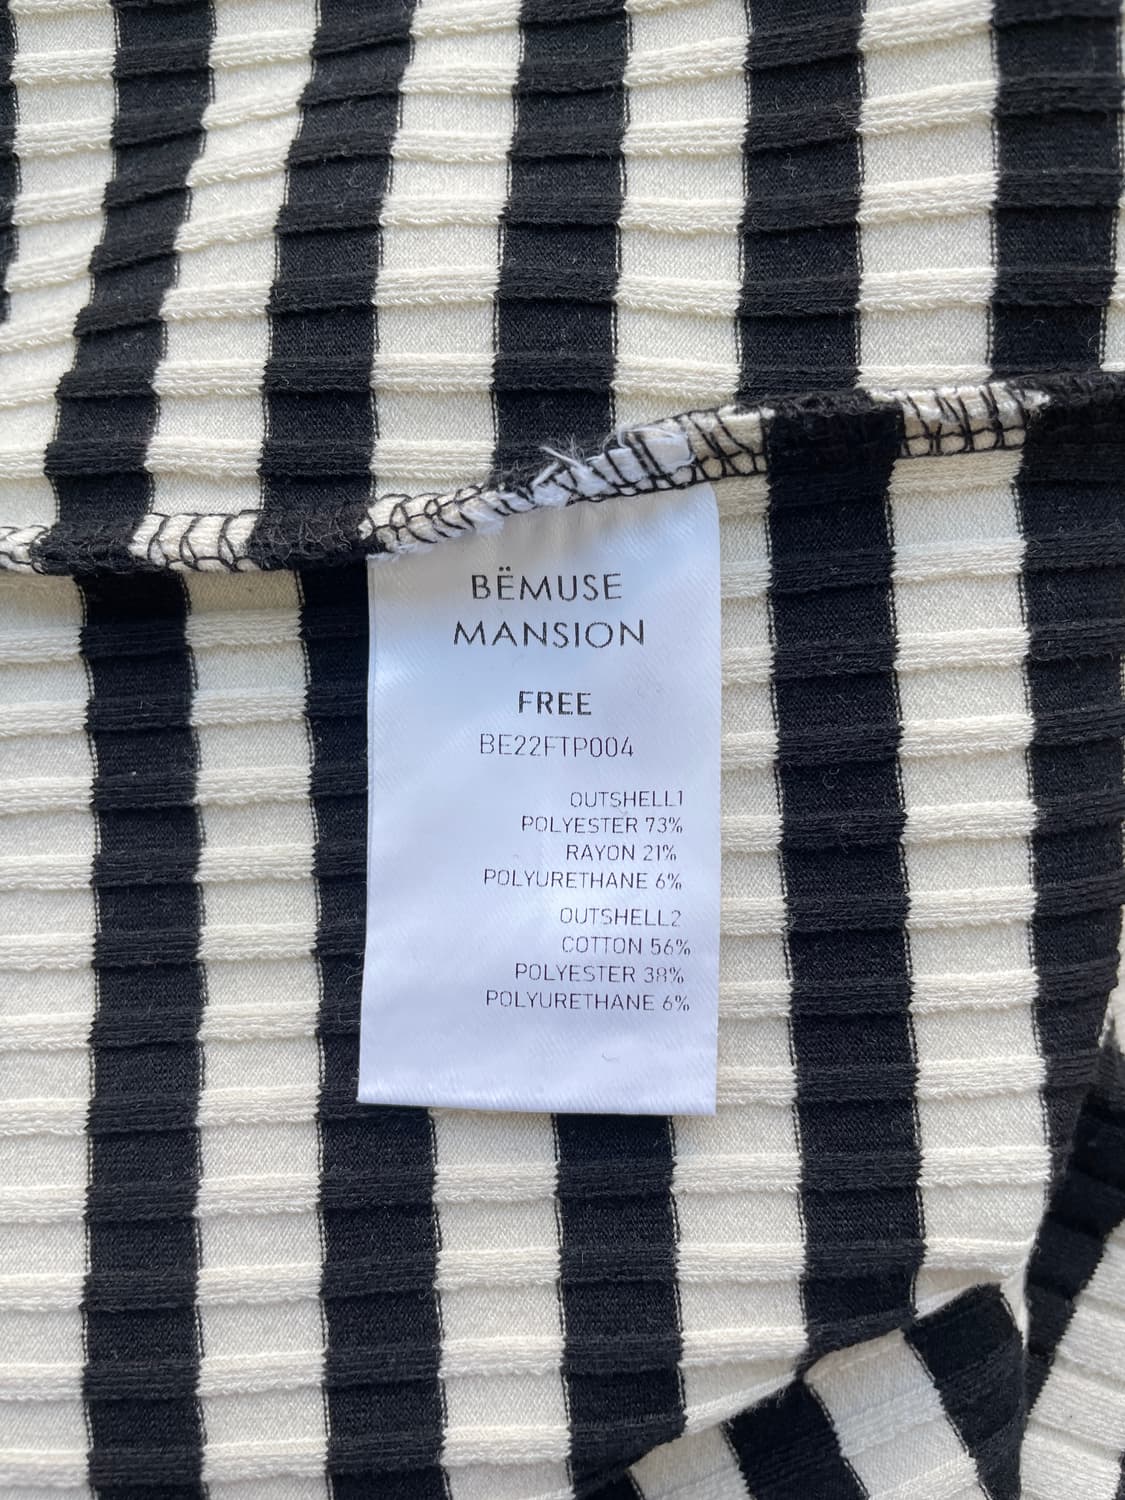 BËMUSE
MANSION
FREE
BE22FTP004
OUTSHELL1
POLYESTER 73%
RAYON 21%
POLYURETHANE 6%
OUTSHELL2
COTTON 56%
POLYESTER 38%
POLYURETHANE 6%